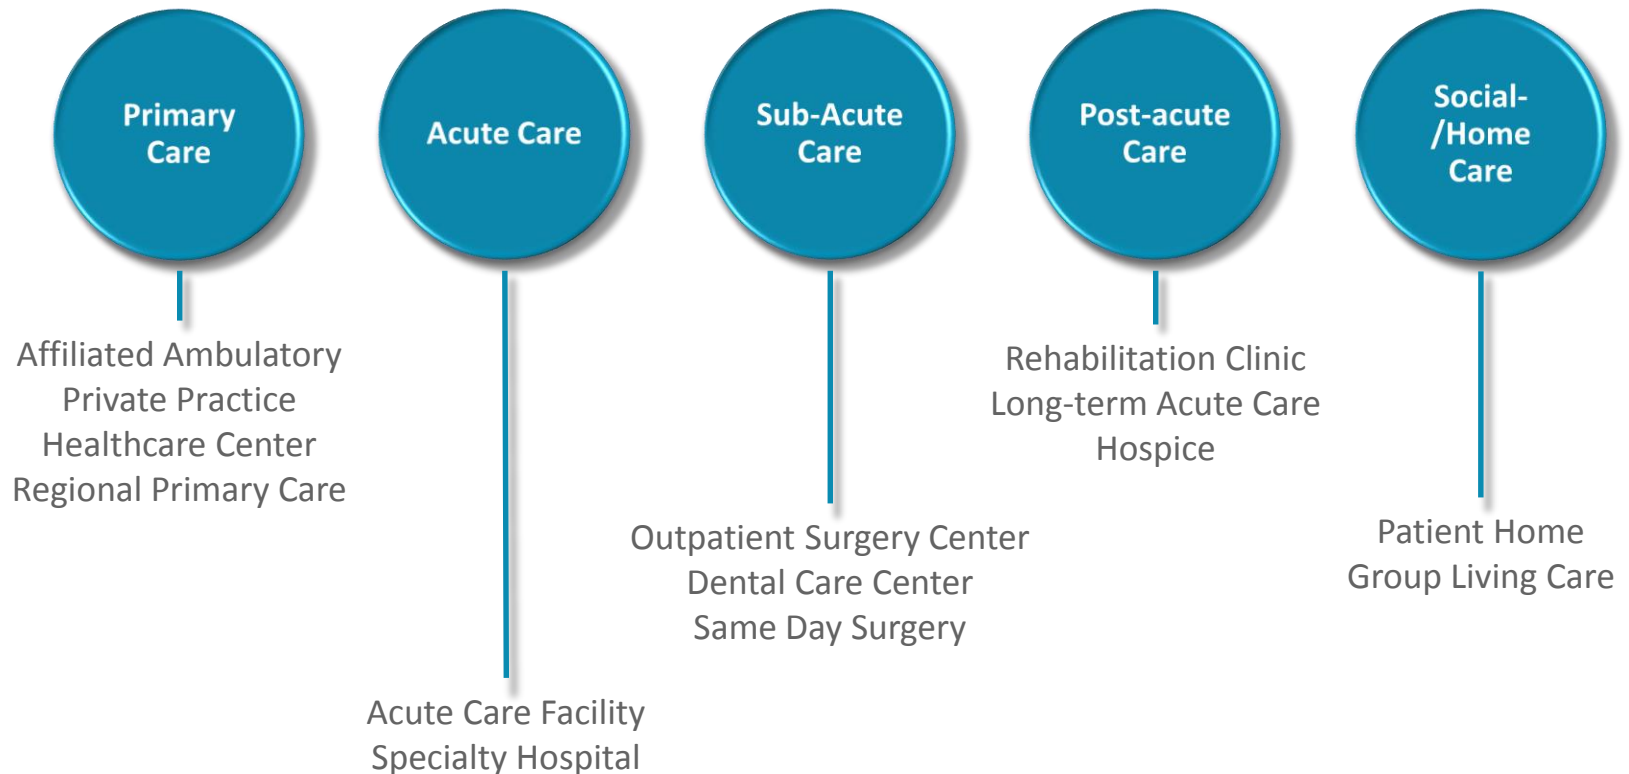 Primary
Care
Acute Care
Sub-Acute
Care
Post-acute
Care
Social-
/Home
Care
Affiliated Ambulatory
Private Practice
Healthcare Center
Regional Primary Care
Acute Care Facility
Specialty Hospital
Outpatient Surgery Center
Dental Care Center
Same Day Surgery
Rehabilitation Clinic
Long-term Acute Care
Hospice
Patient Home
Group Living Care